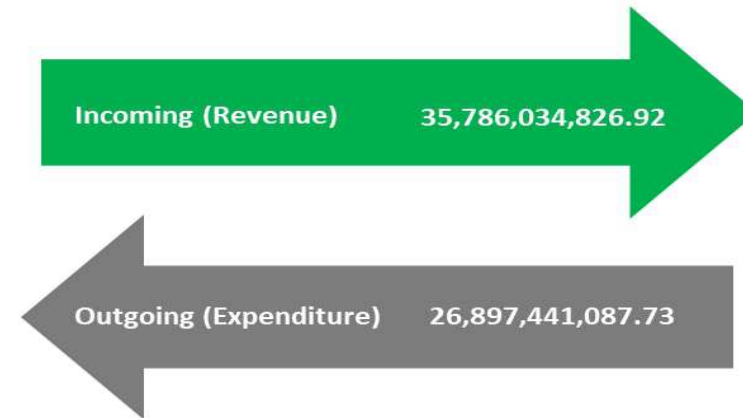 Incoming (Revenue) 35,786,034,826.92
Outgoing (Expenditure) 26,897,441,087.73